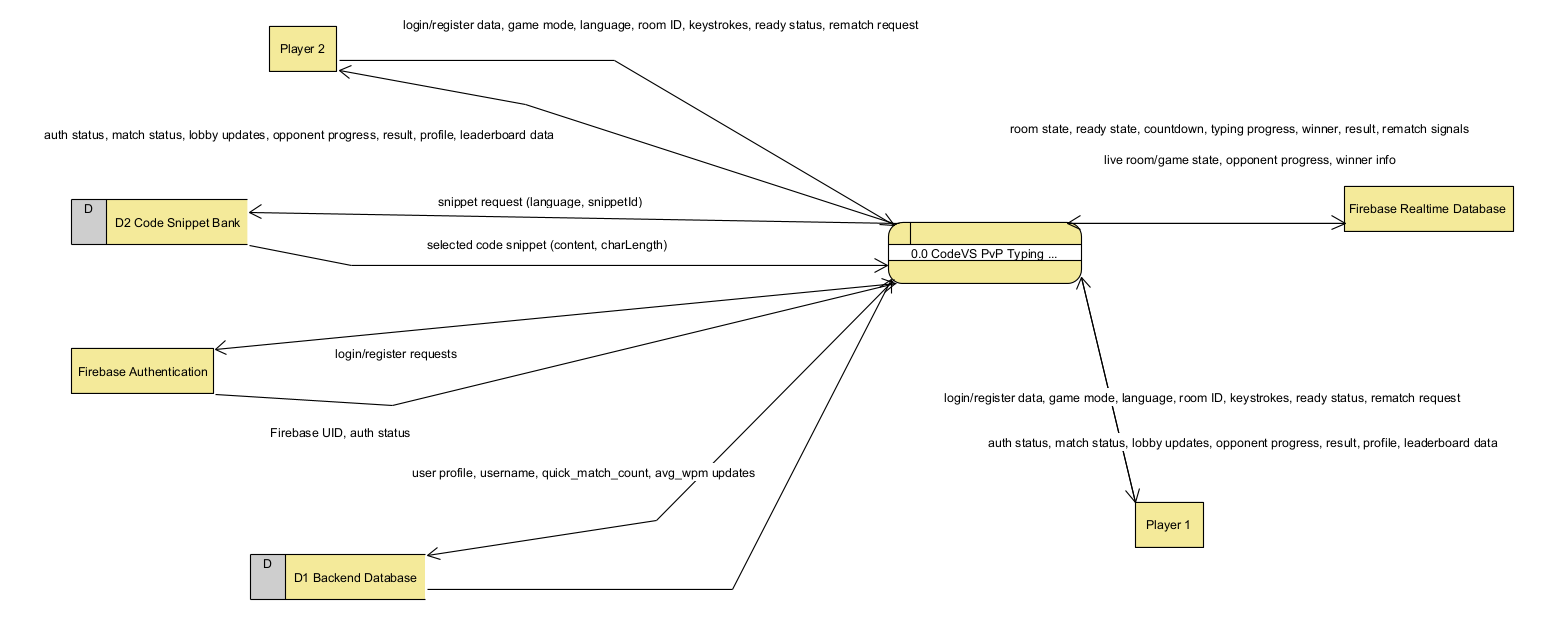 login/register data, game mode, language, room ID, keystrokes, ready status, rematch request
Player 2
auth status, match status, lobby updates, opponent progress, result, profile, leaderboard data
room state, ready state, countdown, typing progress, winner, result, rematch signals
live room/game state, opponent progress, winner info
snippet request (language, snippetId)
D
D2 Code Snippet Bank
Firebase Realtime Database
selected code snippet (content, charLength)
0.0 CodeVS PvP Typing ...
login/register requests
Firebase Authentication
login/register data, game mode, language, room ID, keystrokes, ready status, rematch request
Firebase UID, auth status
auth status, match status, lobby updates, opponent progress, result, profile, leaderboard data
user profile, username, quick_match_count, avg_wpm updates
Player 1
D
D1 Backend Database